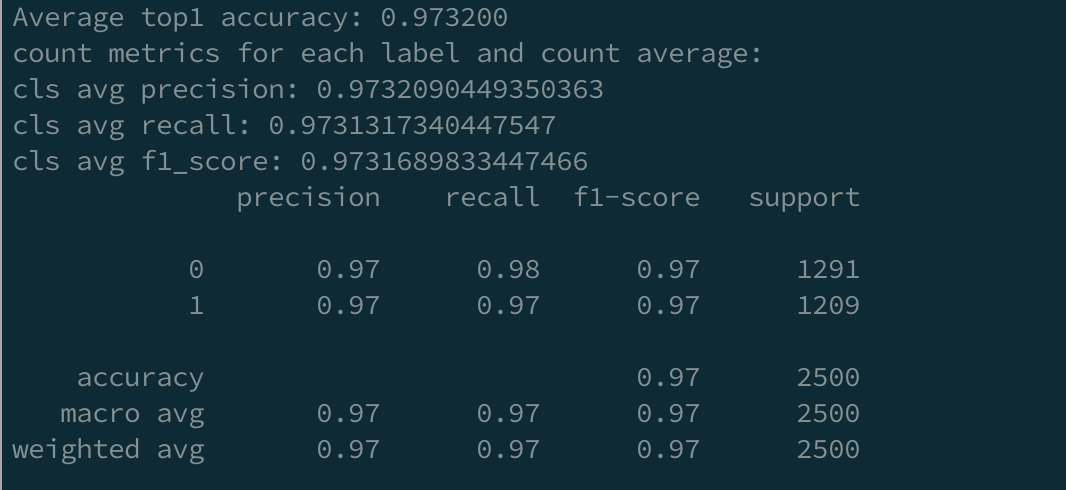 Average top1 accuracy: 0.973200
count metrics for each label and count average:
cls avg precision: 0.9732090449350363
cls avg recall: 0.9731317340447547
cls avg f1_score: 0.9731689833447466
precision recall f1-score support
0 0.97 0.98 0.97 1291
1 0.97 0.97 0.97 1209
accuracy 0.97 2500
macro avg 0.97 0.97 0.97 2500
weighted avg 0.97 0.97 0.97 2500